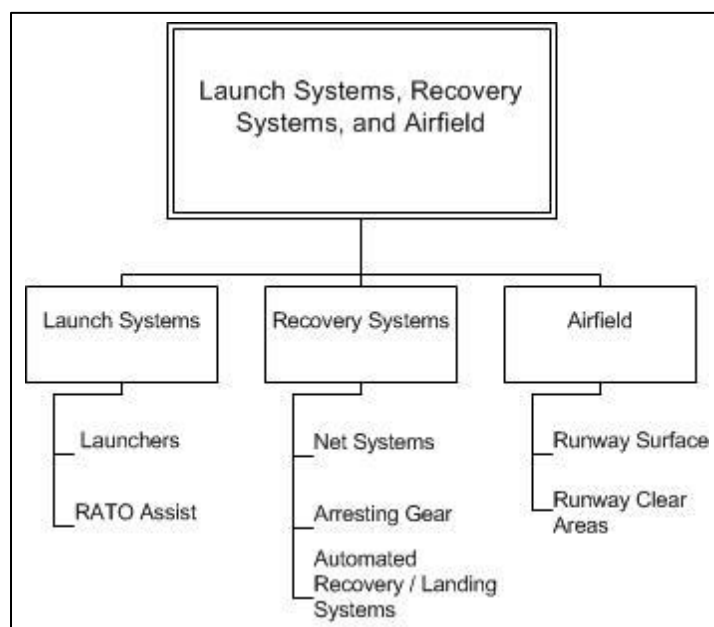 Launch Systems, Recovery
Systems, and Airfield
Launch Systems
Recovery Systems
Airfield
Launchers
RATO Assist
Net Systems
Arresting Gear
Automated
Recovery / Landing
Systems
Runway Surface
Runway Clear
Areas